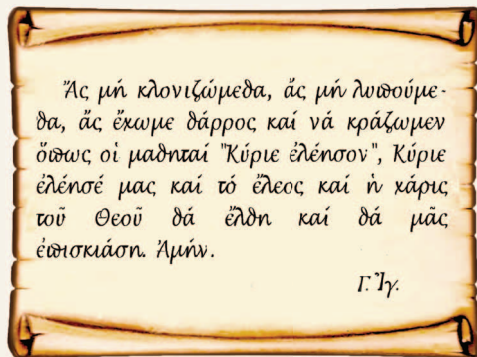 Ἄς μή κλονιζώμεθα, ἄς μή λυπούμε-
θα, ἄς ἔχωμε θάρρος καί νά κράζωμεν
ὅπως οἱ μαθηταί "Κύριε ἐλέησον", Κύριε
ἐλέησέ μας καί τό ἔλεος καί ἡ χάρις
τοῦ Θεοῦ θά ἔλθη καί θά μᾶς
ἐπισκιάση. Ἀμήν.
Γ. Ἰγ.